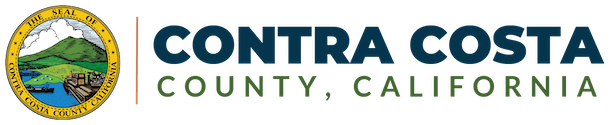 THE SEAL OF
CONTRA COSTA COUNTY CALIFORNIA
CONTRA COSTA
COUNTY, CALIFORNIA